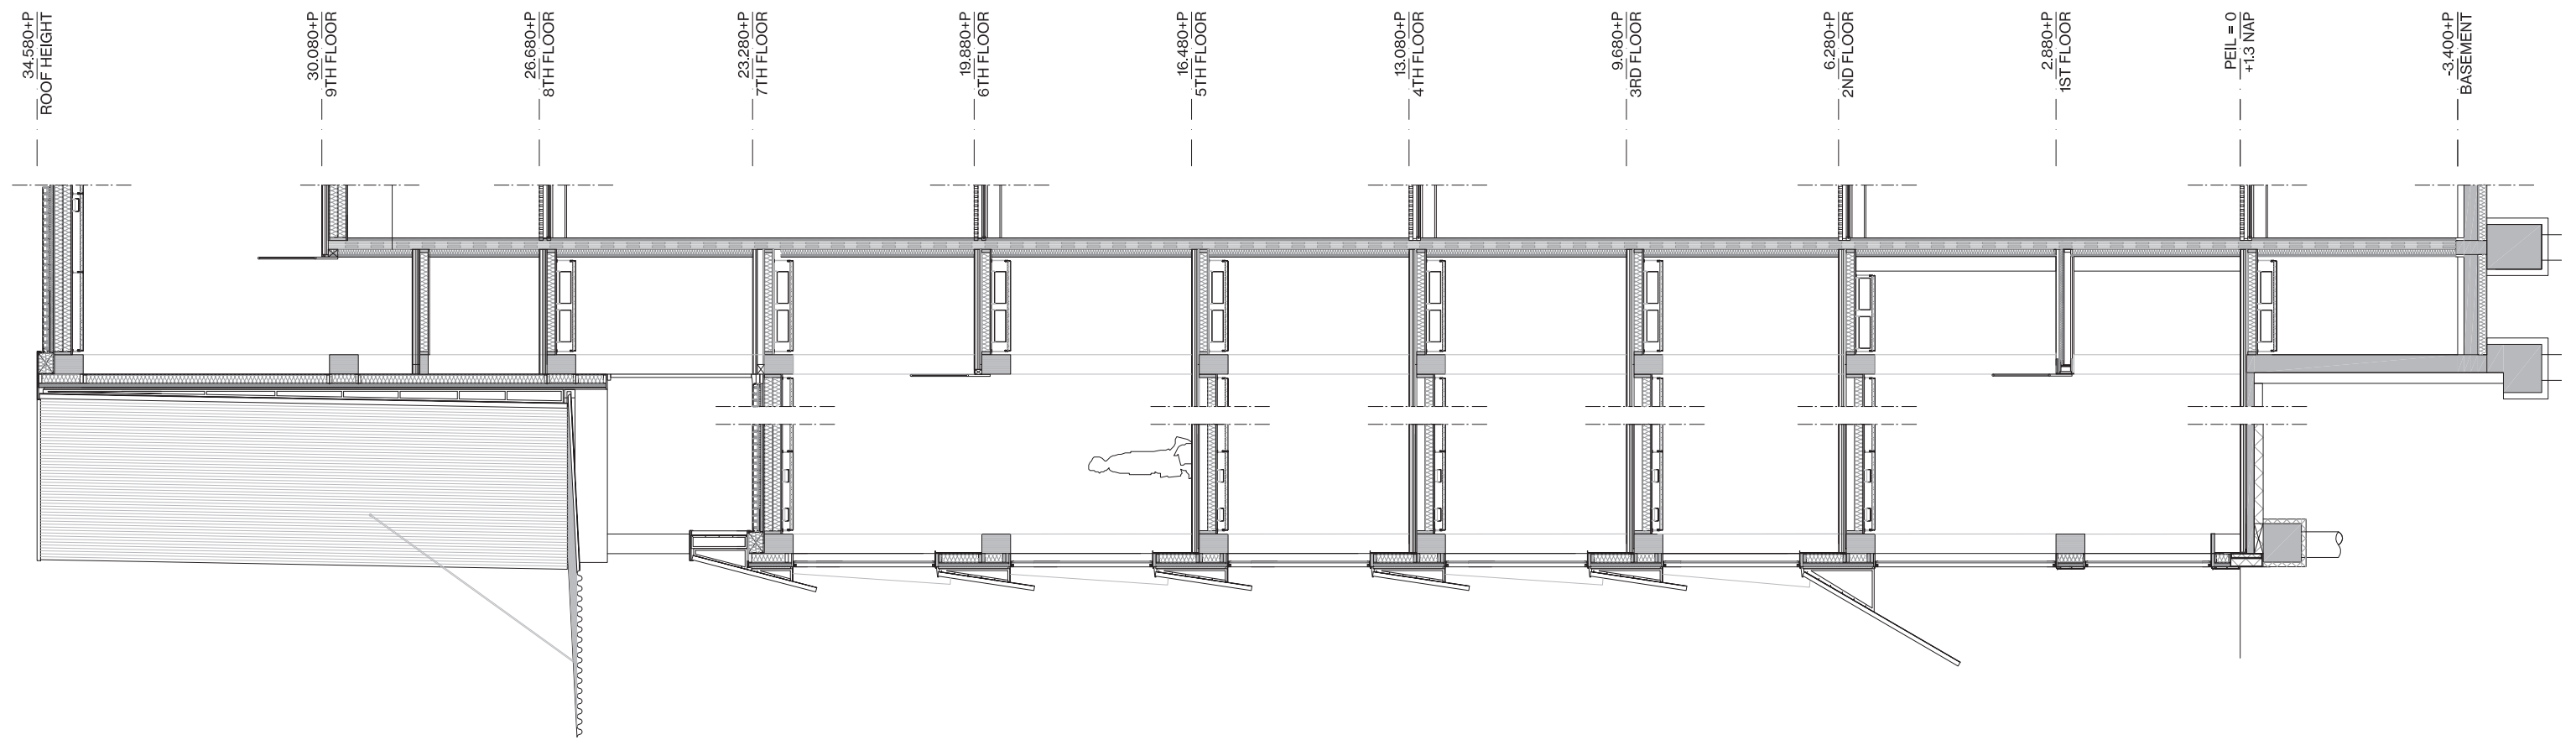 34.580+P
ROOF HEIGHT
30.080+P
9TH FLOOR
26.680+P
8TH FLOOR
23.280+P
7TH FLOOR
19.880+P
6TH FLOOR
16.480+P
5TH FLOOR
13.080+P
4TH FLOOR
9.680+P
3RD FLOOR
6.280+P
2ND FLOOR
2.880+P
1ST FLOOR
PEIL = 0
+1.3 NAP
-3.400+P
BASEMENT